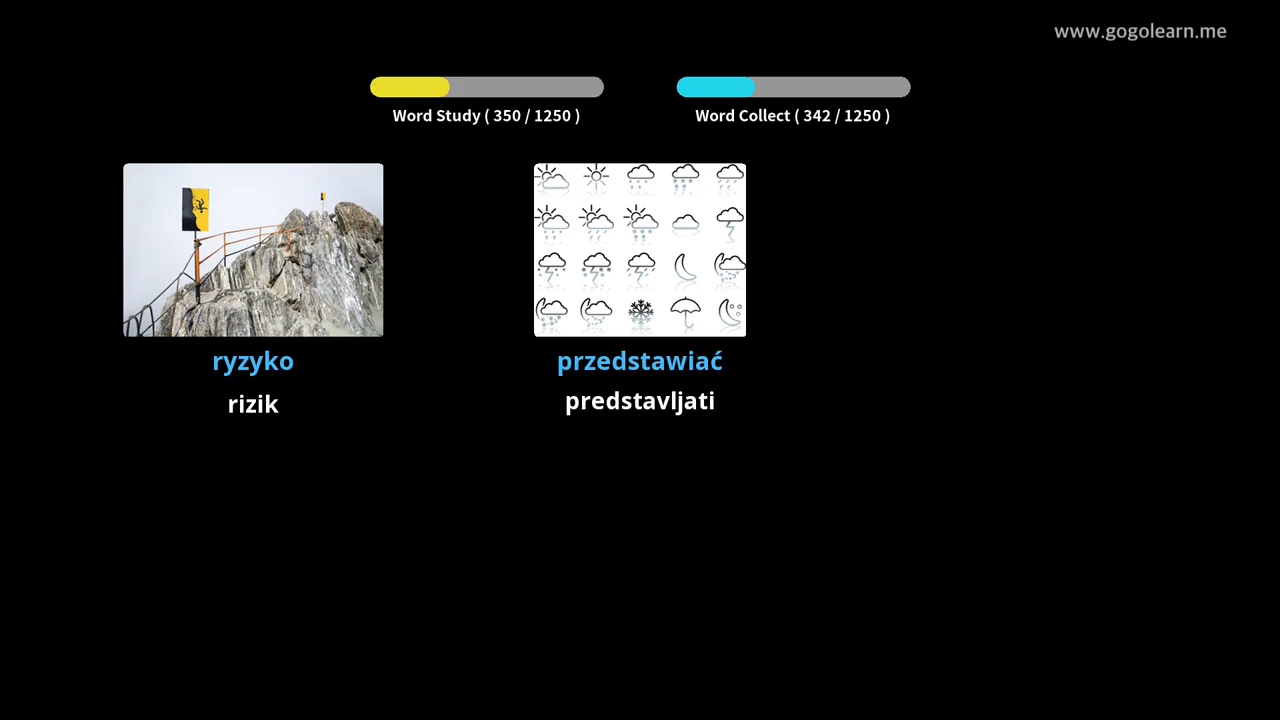 www.gogolearn.me
Word Study ( 350 / 1250 )
Word Collect ( 342 / 1250 )
ryzyko
rizik
przedstawiać
predstavljati